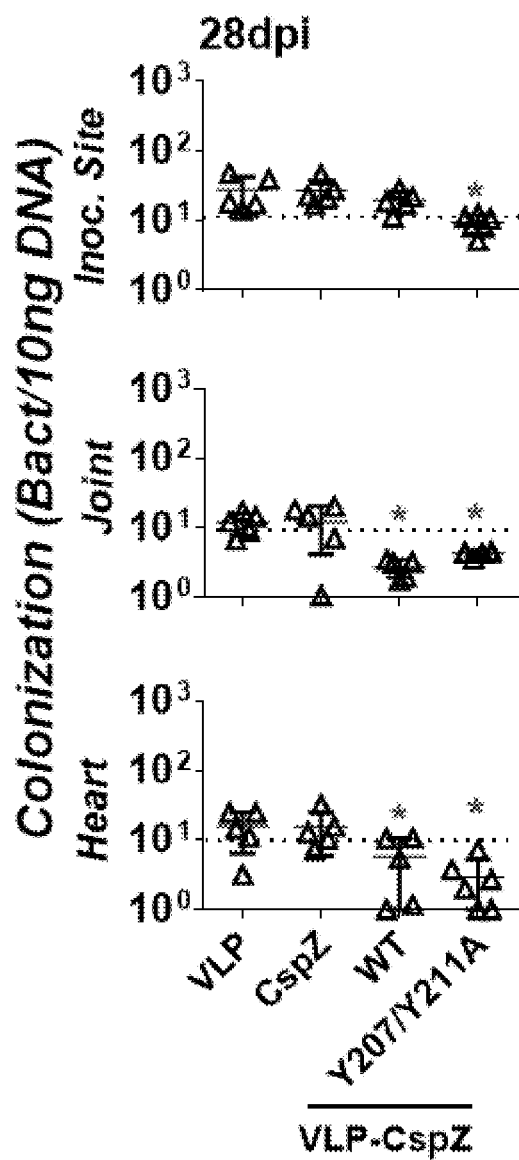 28dpi
Colonization (Bact/10ng DNA)
Inoc. Site
10³
10²
10¹
10⁰
*
Joint
10³
10²
10¹
10⁰
* *
Heart
10³
10²
10¹
10⁰
* *
VLP
CspZ
WT
Y207/Y211A
VLP-CspZ